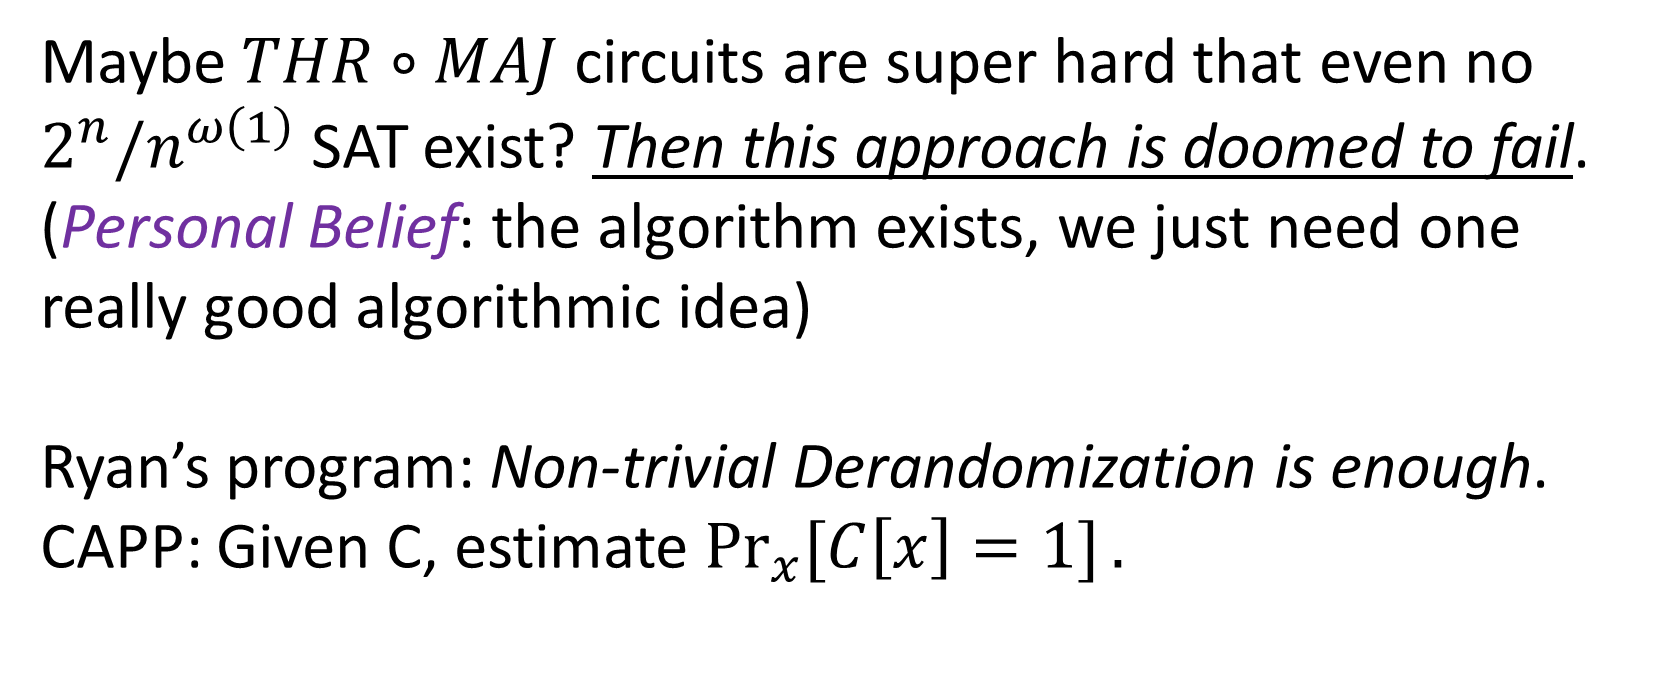 Maybe THR ∘ MAJ circuits are super hard that even no
2ⁿ/n^ω(1) SAT exist? Then this approach is doomed to fail.
(Personal Belief: the algorithm exists, we just need one
really good algorithmic idea)
Ryan’s program: Non-trivial Derandomization is enough.
CAPP: Given C, estimate Prₓ[C[x] = 1].